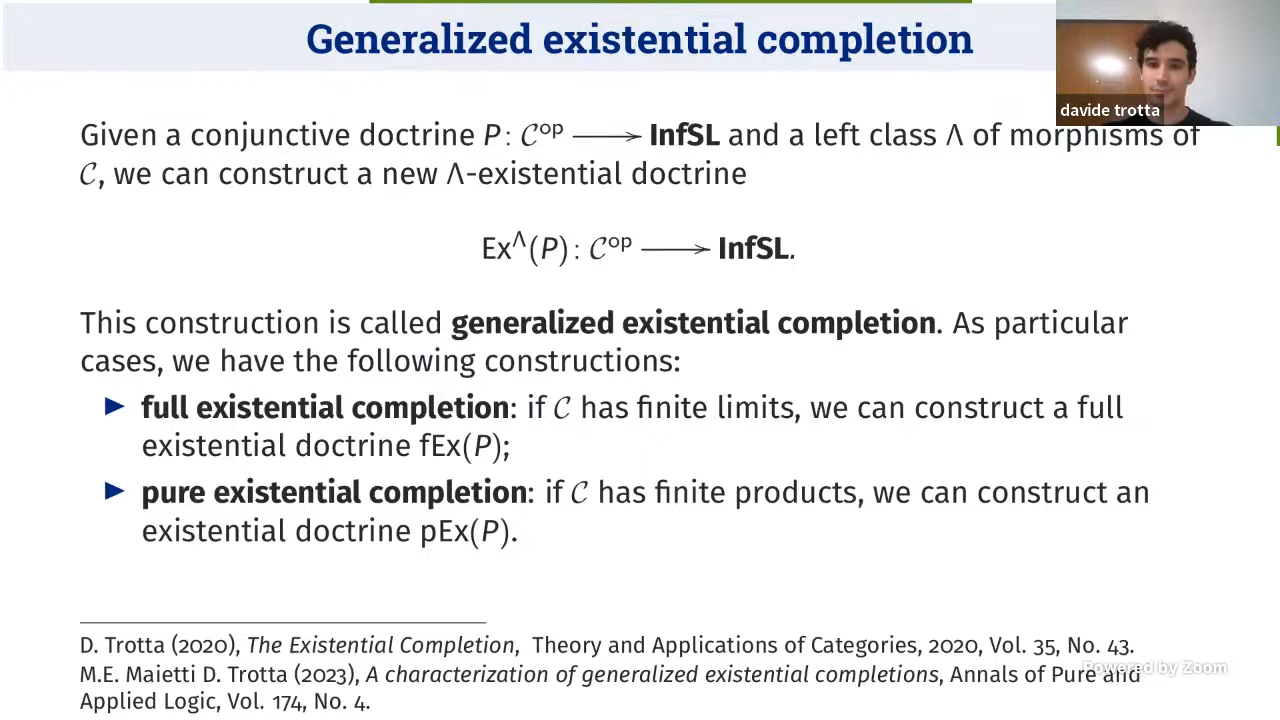 Generalized existential completion
davide trotta
Given a conjunctive doctrine P: 𝒞ᵒᵖ ⟶ InfSL and a left class Λ of morphisms of
𝒞, we can construct a new Λ-existential doctrine
Ex^Λ(P): 𝒞ᵒᵖ ⟶ InfSL.
This construction is called generalized existential completion. As particular
cases, we have the following constructions:
▶ full existential completion: if 𝒞 has finite limits, we can construct a full
existential doctrine fEx(P);
▶ pure existential completion: if 𝒞 has finite products, we can construct an
existential doctrine pEx(P).
D. Trotta (2020), The Existential Completion, Theory and Applications of Categories, 2020, Vol. 35, No. 43.
M.E. Maietti D. Trotta (2023), A characterization of generalized existential completions, Annals of Pure and
Applied Logic, Vol. 174, No. 4.
Powered by Zoom